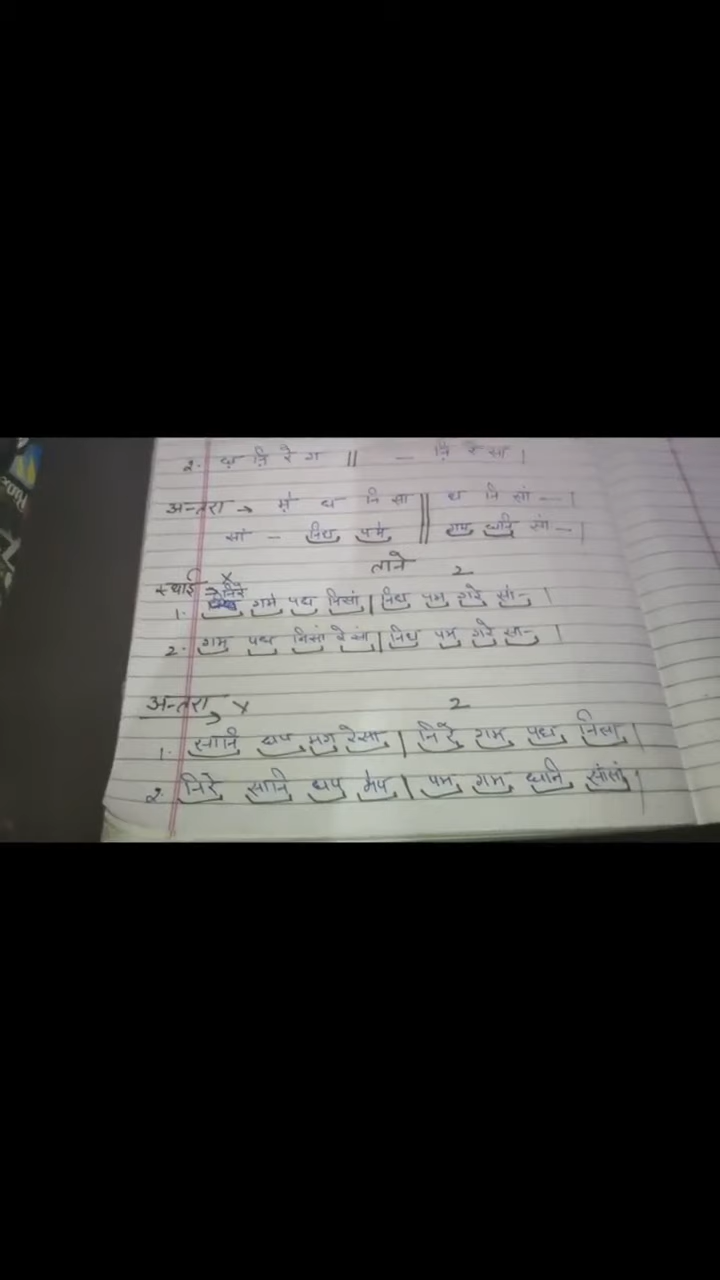 2. ध़ ऩि रे ग || – ऩि रे सा |
अन्तरा → मे॑ ध नि सा || ध नि सां – |
सां – निध पमे॑ || गम धनि सां – |
ताने
स्थाई → X 2
1. निरे गमे॑ पध निसां | निध पम गरे सा– |
2. गम पध निसां रेसां | निध पम गरे सा– |
अन्तरा → X 2
1. सानि धप मग रेसा | निरे गम पध निसा |
2. निरे सानि धप मेप | पम गम धनि सांसां |